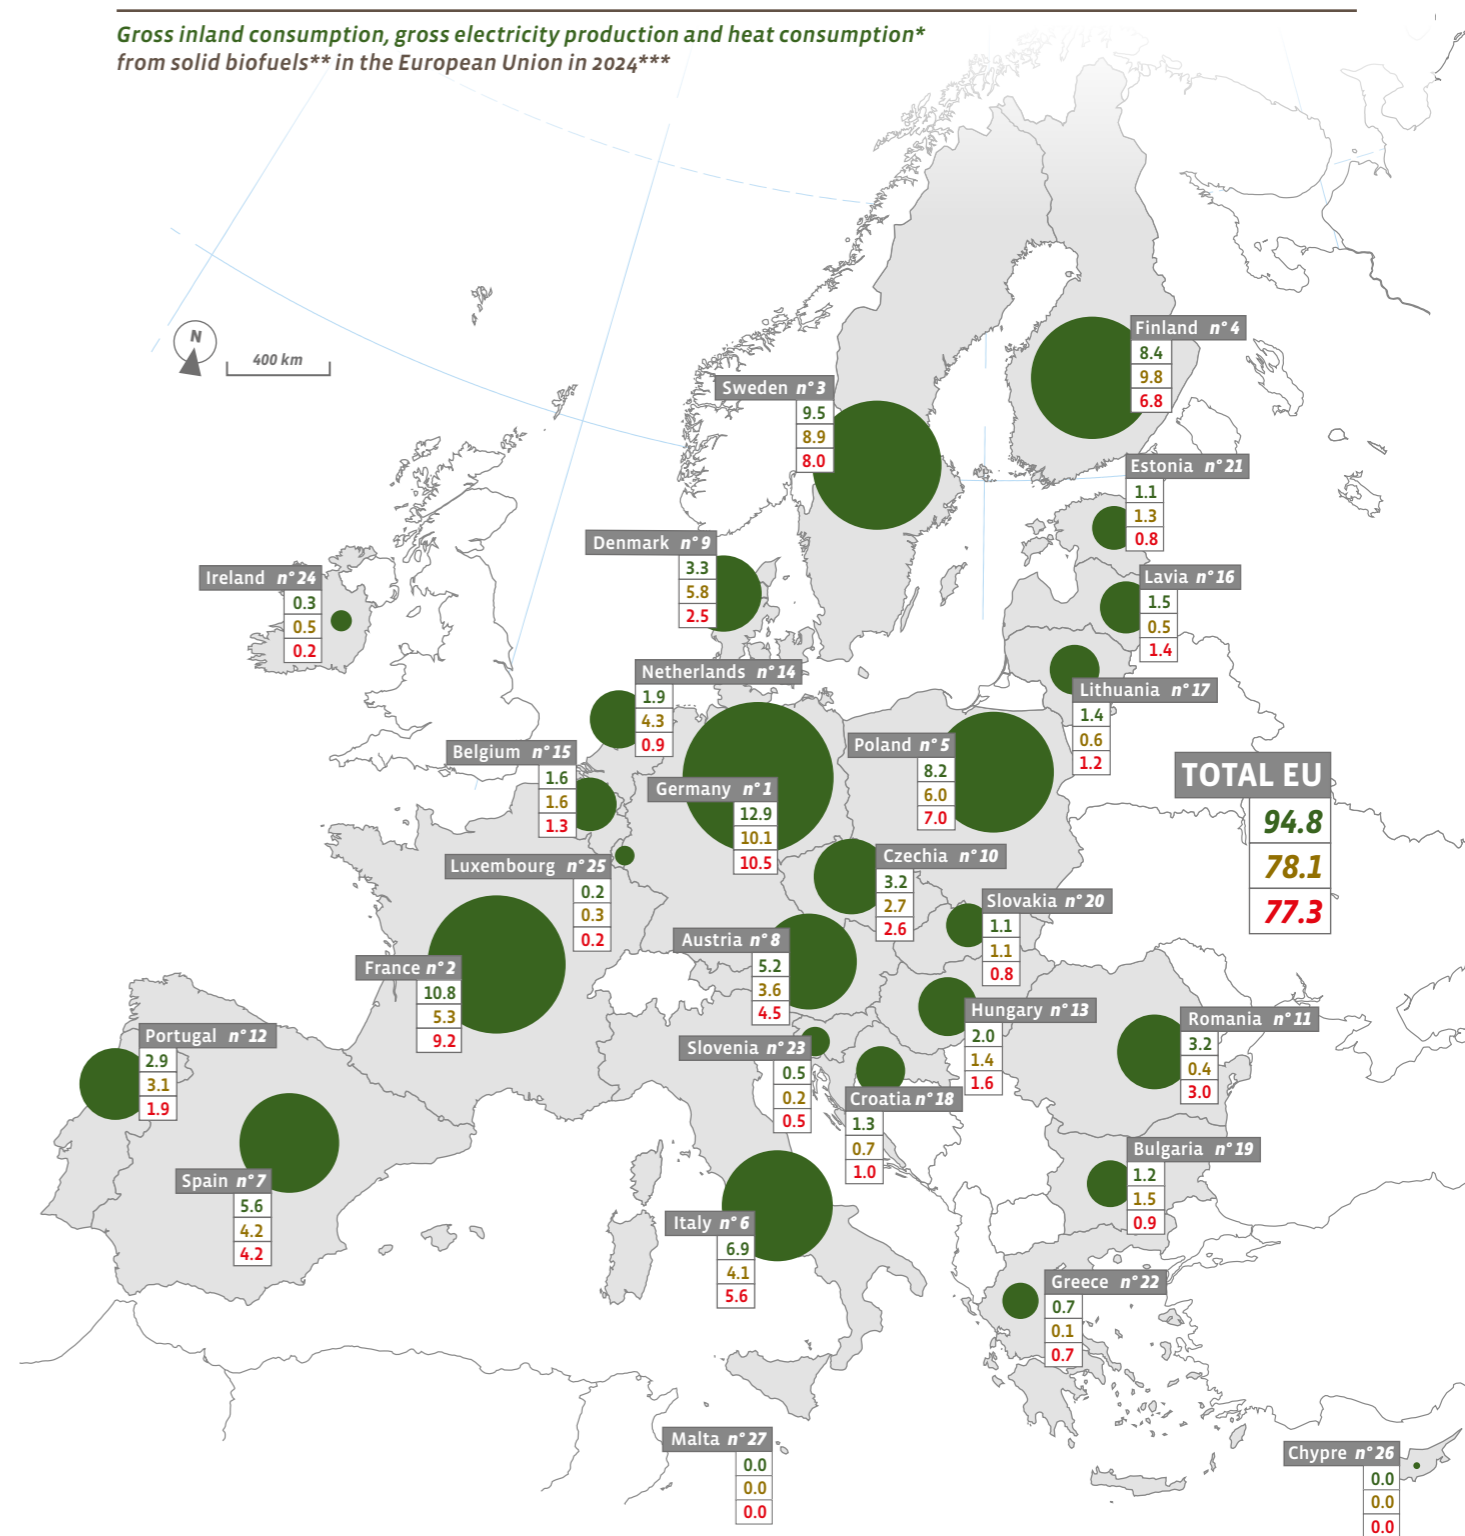 Gross inland consumption, gross electricity production and heat consumption*
from solid biofuels** in the European Union in 2024***
N
400 km
Finland n° 4
8.4
9.8
6.8
Sweden n° 3
9.5
8.9
8.0
Estonia n° 21
1.1
1.3
0.8
Denmark n° 9
3.3
5.8
2.5
Ireland n° 24
0.3
0.5
0.2
Lavia n° 16
1.5
0.5
1.4
Netherlands n° 14
1.9
4.3
0.9
Lithuania n° 17
1.4
0.6
1.2
Belgium n° 15
1.6
1.6
1.3
Poland n° 5
8.2
6.0
7.0
TOTAL EU
94.8
78.1
77.3
Germany n° 1
12.9
10.1
10.5
Luxembourg n° 25
0.2
0.3
0.2
Czechia n° 10
3.2
2.7
2.6
Slovakia n° 20
1.1
1.1
0.8
Austria n° 8
5.2
3.6
4.5
France n° 2
10.8
5.3
9.2
Hungary n° 13
2.0
1.4
1.6
Romania n° 11
3.2
0.4
3.0
Portugal n° 12
2.9
3.1
1.9
Slovenia n° 23
0.5
0.2
0.5
Croatia n° 18
1.3
0.7
1.0
Bulgaria n° 19
1.2
1.5
0.9
Spain n° 7
5.6
4.2
4.2
Italy n° 6
6.9
4.1
5.6
Greece n° 22
0.7
0.1
0.7
Malta n° 27
0.0
0.0
0.0
Chypre n° 26
0.0
0.0
0.0